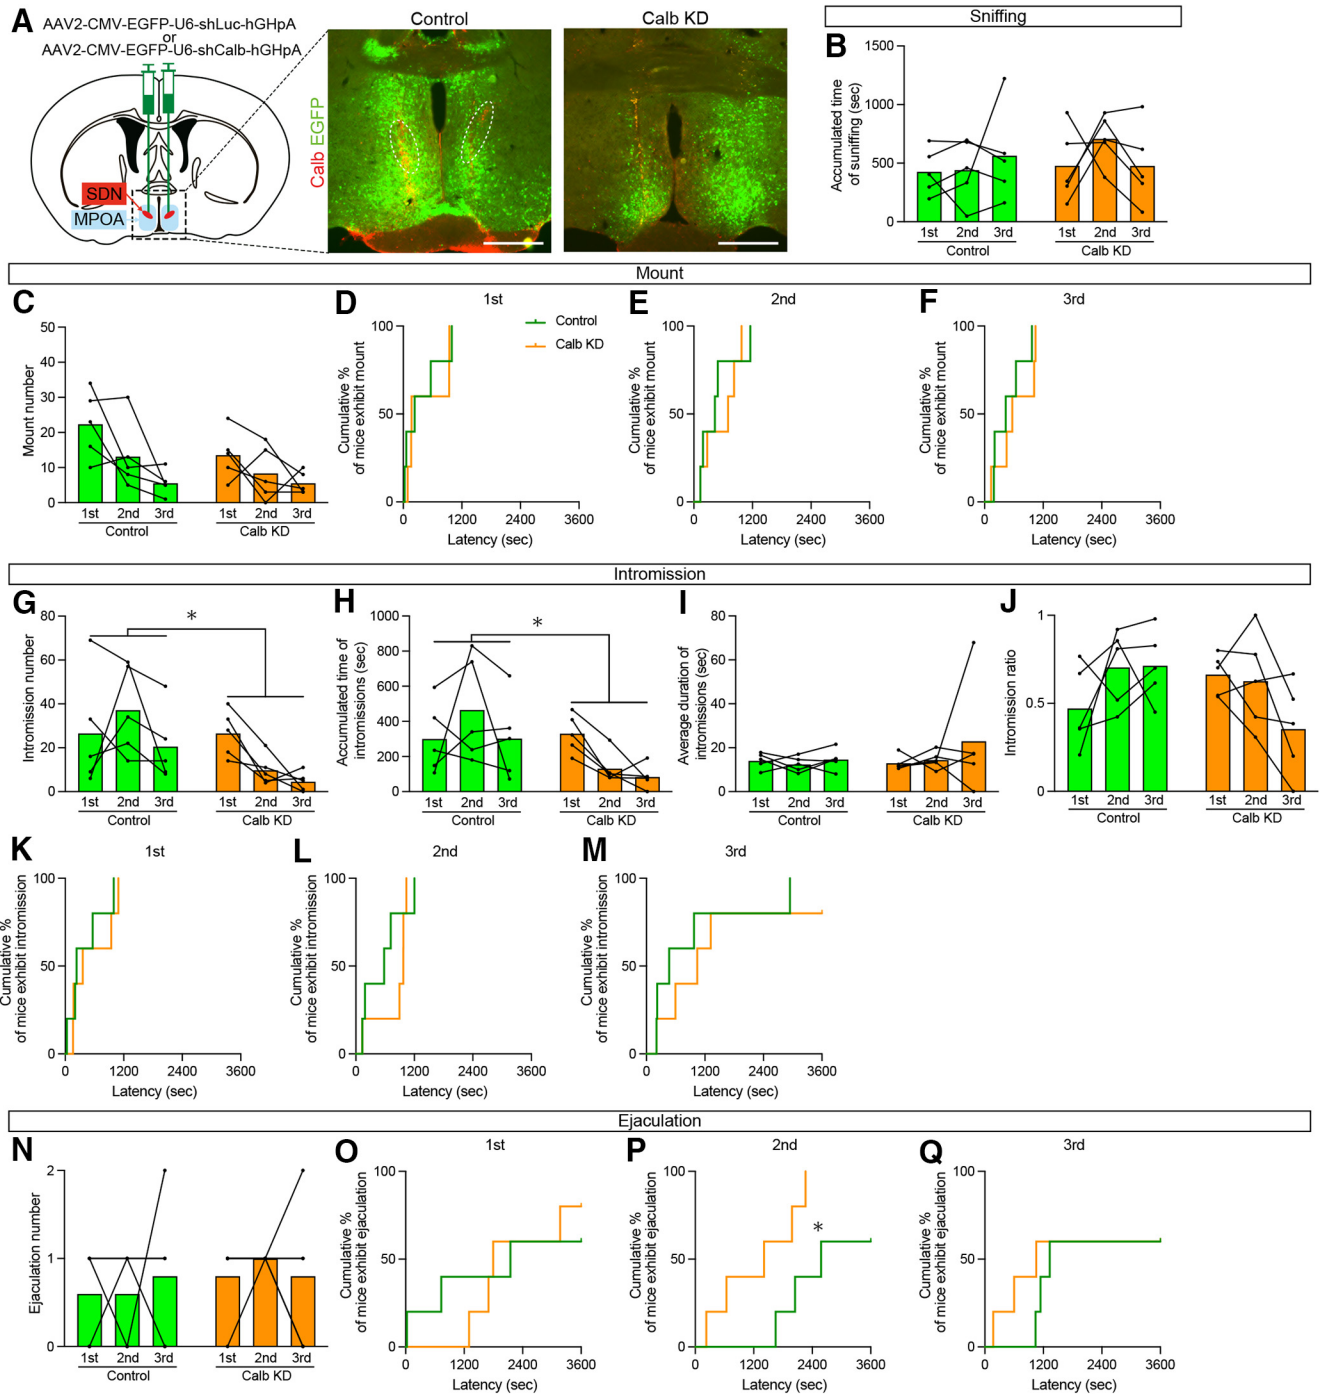 A
AAV2-CMV-EGFP-U6-shLuc-hGHpA
or
AAV2-CMV-EGFP-U6-shCalb-hGHpA
SDN
MPOA
Control
Calb KD
Calb EGFP
Sniffing
B
Accumulated time
of suniffing (sec)
1500
1000
500
0
1st 2nd 3rd 1st 2nd 3rd
Control Calb KD
Mount
C
Mount number
50
40
30
20
10
0
1st 2nd 3rd 1st 2nd 3rd
Control Calb KD
D
1st
Control
Calb KD
Cumulative %
of mice exhibit mount
100
50
0
0 1200 2400 3600
Latency (sec)
E
2nd
Cumulative %
of mice exhibit mount
100
50
0
0 1200 2400 3600
Latency (sec)
F
3rd
Cumulative %
of mice exhibit mount
100
50
0
0 1200 2400 3600
Latency (sec)
Intromission
G
Intromission number
80
60
40
20
0
*
1st 2nd 3rd 1st 2nd 3rd
Control Calb KD
H
Accumulated time of
intromissions (sec)
1000
800
600
400
200
0
*
1st 2nd 3rd 1st 2nd 3rd
Control Calb KD
I
Average duration of
intromissions (sec)
80
60
40
20
0
1st 2nd 3rd 1st 2nd 3rd
Control Calb KD
J
Intromission ratio
1
0.5
0
1st 2nd 3rd 1st 2nd 3rd
Control Calb KD
K
1st
Cumulative %
of mice exhibit intromission
100
50
0
0 1200 2400 3600
Latency (sec)
L
2nd
Cumulative %
of mice exhibit intromission
100
50
0
0 1200 2400 3600
Latency (sec)
M
3rd
Cumulative %
of mice exhibit intromission
100
50
0
0 1200 2400 3600
Latency (sec)
Ejaculation
N
Ejaculation number
2
1
0
1st 2nd 3rd 1st 2nd 3rd
Control Calb KD
O
1st
Cumulative %
of mice exhibit ejaculation
100
50
0
0 1200 2400 3600
Latency (sec)
P
2nd
Cumulative %
of mice exhibit ejaculation
100
50
0
*
0 1200 2400 3600
Latency (sec)
Q
3rd
Cumulative %
of mice exhibit ejaculation
100
50
0
0 1200 2400 3600
Latency (sec)